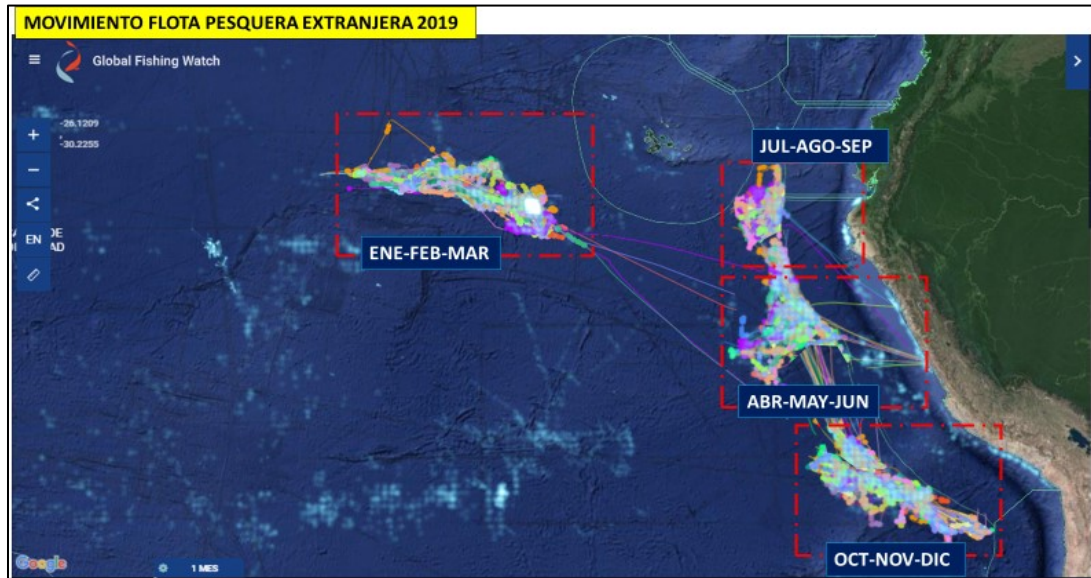 MOVIMIENTO FLOTA PESQUERA EXTRANJERA 2019
Global Fishing Watch
-26.1209
-30.2255
JUL-AGO-SEP
EN
ENE-FEB-MAR
ABR-MAY-JUN
OCT-NOV-DIC
Google
1 MES